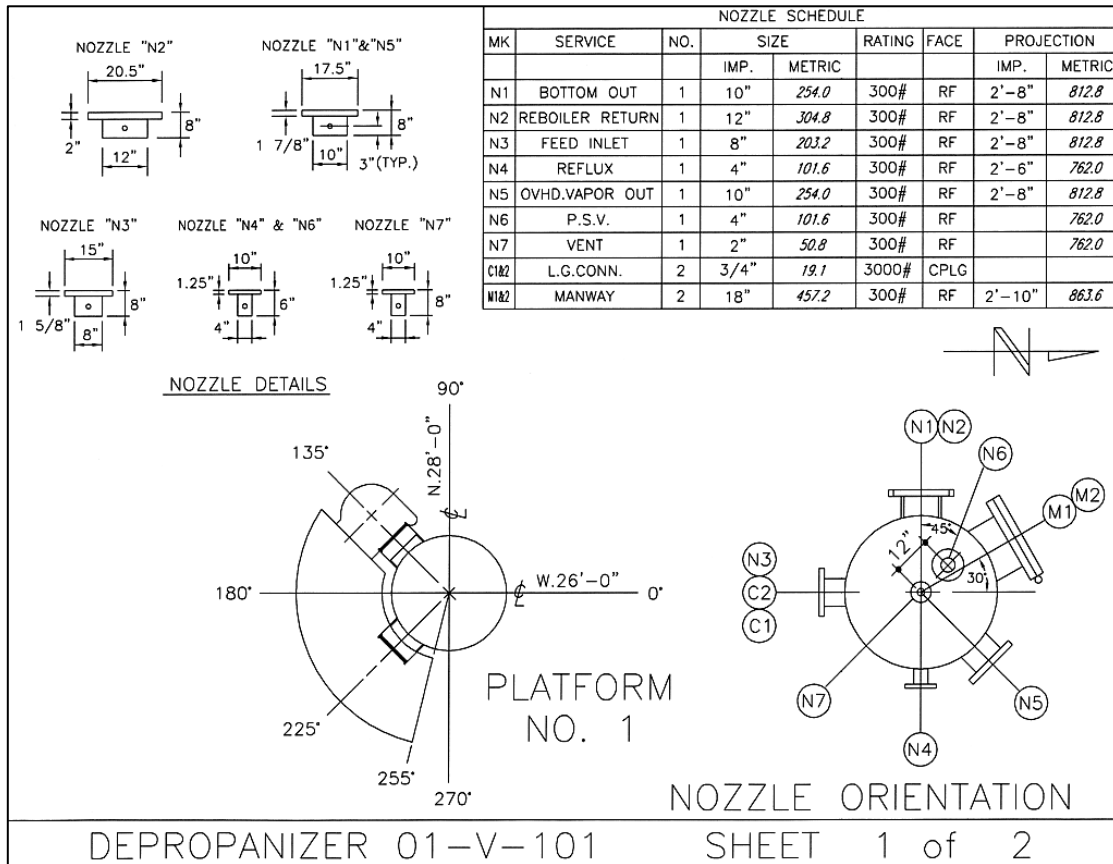 NOZZLE "N2"
20.5"
2"
8"
12"
NOZZLE "N1"&"N5"
17.5"
1 7/8"
8"
10"
3"(TYP.)
NOZZLE "N3"
15"
1 5/8"
8"
8"
NOZZLE "N4" & "N6"
10"
1.25"
6"
4"
NOZZLE "N7"
10"
1.25"
8"
4"
NOZZLE DETAILS
NOZZLE SCHEDULE
MK SERVICE NO. SIZE RATING FACE PROJECTION
IMP. METRIC IMP. METRIC
N1 BOTTOM OUT 1 10" 254.0 300# RF 2'-8" 812.8
N2 REBOILER RETURN 1 12" 304.8 300# RF 2'-8" 812.8
N3 FEED INLET 1 8" 203.2 300# RF 2'-8" 812.8
N4 REFLUX 1 4" 101.6 300# RF 2'-6" 762.0
N5 OVHD.VAPOR OUT 1 10" 254.0 300# RF 2'-8" 812.8
N6 P.S.V. 1 4" 101.6 300# RF 762.0
N7 VENT 1 2" 50.8 300# RF 762.0
C1&2 L.G.CONN. 2 3/4" 19.1 3000# CPLG
M1&2 MANWAY 2 18" 457.2 300# RF 2'-10" 863.6
N
90°
135°
N.28'-0"
℄
180°
W.26'-0"
℄
0°
225°
255°
270°
PLATFORM
NO. 1
N1 N2
N6
M1 M2
45°
12"
30°
N3
C2
C1
N7
N5
N4
NOZZLE ORIENTATION
DEPROPANIZER 01-V-101 SHEET 1 of 2